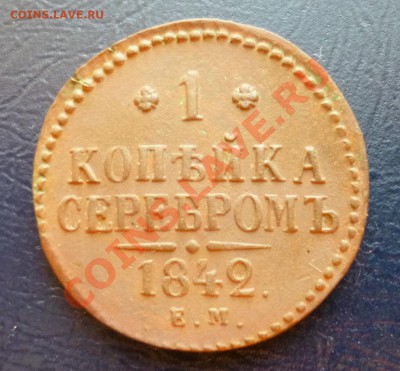 COINS.LAVE.RU
1
КОПѢЙКА
СЕРЕБРОМЪ
1842.
Е.М.
COINS.LAVE.RU